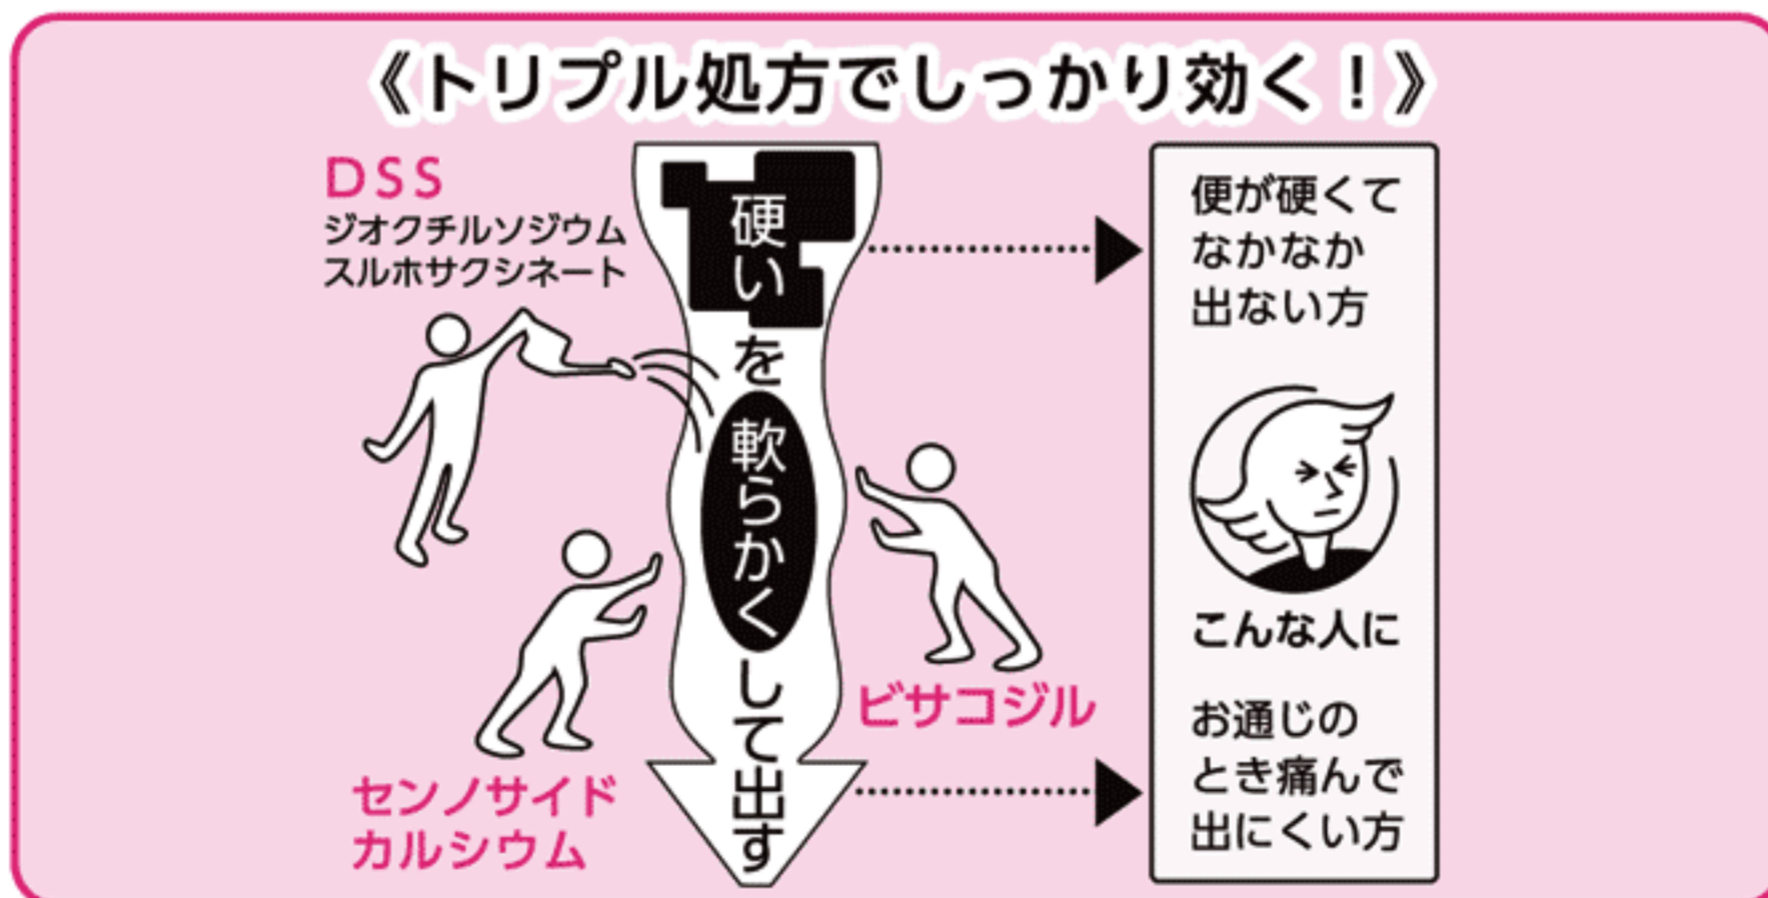 《トリプル処方でしっかり効く！》
DSS
ジオクチルソジウム
スルホサクシネート
硬い
を
軟らかく
して出す
ビサコジル
センノサイド
カルシウム
便が硬くて
なかなか
出ない方
こんな人に
お通じの
とき痛んで
出にくい方